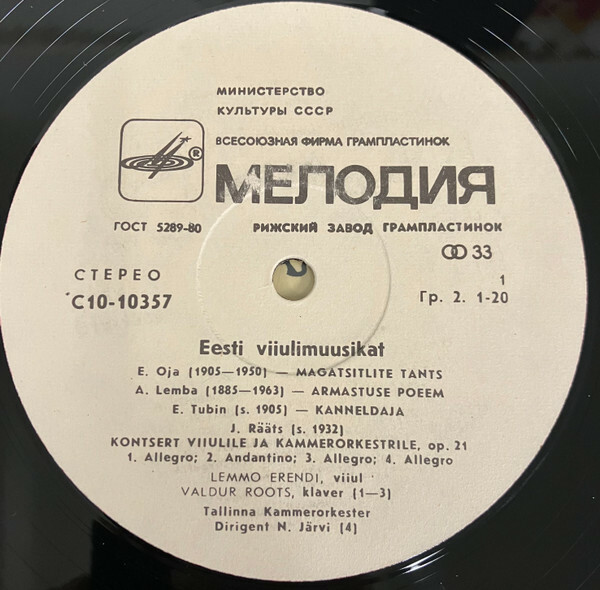 МИНИСТЕРСТВО
КУЛЬТУРЫ СССР
ВСЕСОЮЗНАЯ ФИРМА ГРАМПЛАСТИНОК
®
МЕЛОДИЯ
ГОСТ 5289-80 РИЖСКИЙ ЗАВОД ГРАМПЛАСТИНОК
33
СТЕРЕО 1
С10-10357 Гр. 2. 1-20
Eesti viiulimuusikat
E. Oja (1905—1950) — MAGATSITLITE TANTS
A. Lemba (1885—1963) — ARMASTUSE POEEM
E. Tubin (s. 1905) — KANNELDAJA
J. Rääts (s. 1932)
KONTSERT VIIULILE JA KAMMERORKESTRILE, op. 21
1. Allegro; 2. Andantino; 3. Allegro; 4. Allegro
LEMMO ERENDI, viiul
VALDUR ROOTS, klaver (1—3)
Tallinna Kammerorkester
Dirigent N. Järvi (4)